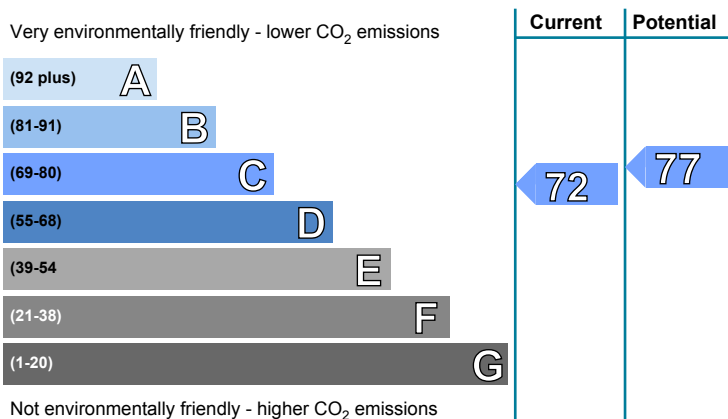 Very environmentally friendly - lower CO2 emissions
Current
Potential
(92 plus) A
(81-91) B
(69-80) C
(55-68) D
(39-54 E
(21-38) F
(1-20) G
72
77
Not environmentally friendly - higher CO2 emissions